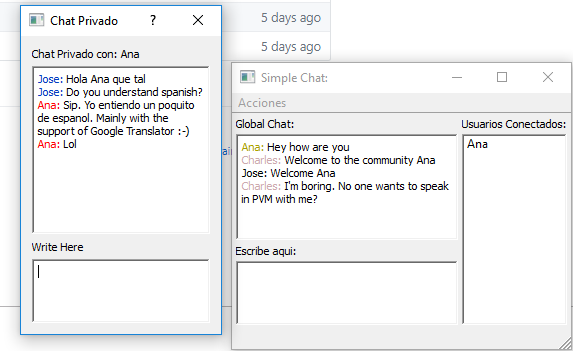 5 days ago
5 days ago
Chat Privado ?
Chat Privado con: Ana
Jose: Hola Ana que tal
Jose: Do you understand spanish?
Ana: Sip. Yo entiendo un poquito
de espanol. Mainly with the
support of Google Translator :-)
Ana: Lol
Write Here
Simple Chat:
Acciones
Global Chat:
Ana: Hey how are you
Charles: Welcome to the community Ana
Jose: Welcome Ana
Charles: I'm boring. No one wants to speak
in PVM with me?
Escribe aqui:
Usuarios Conectados:
Ana